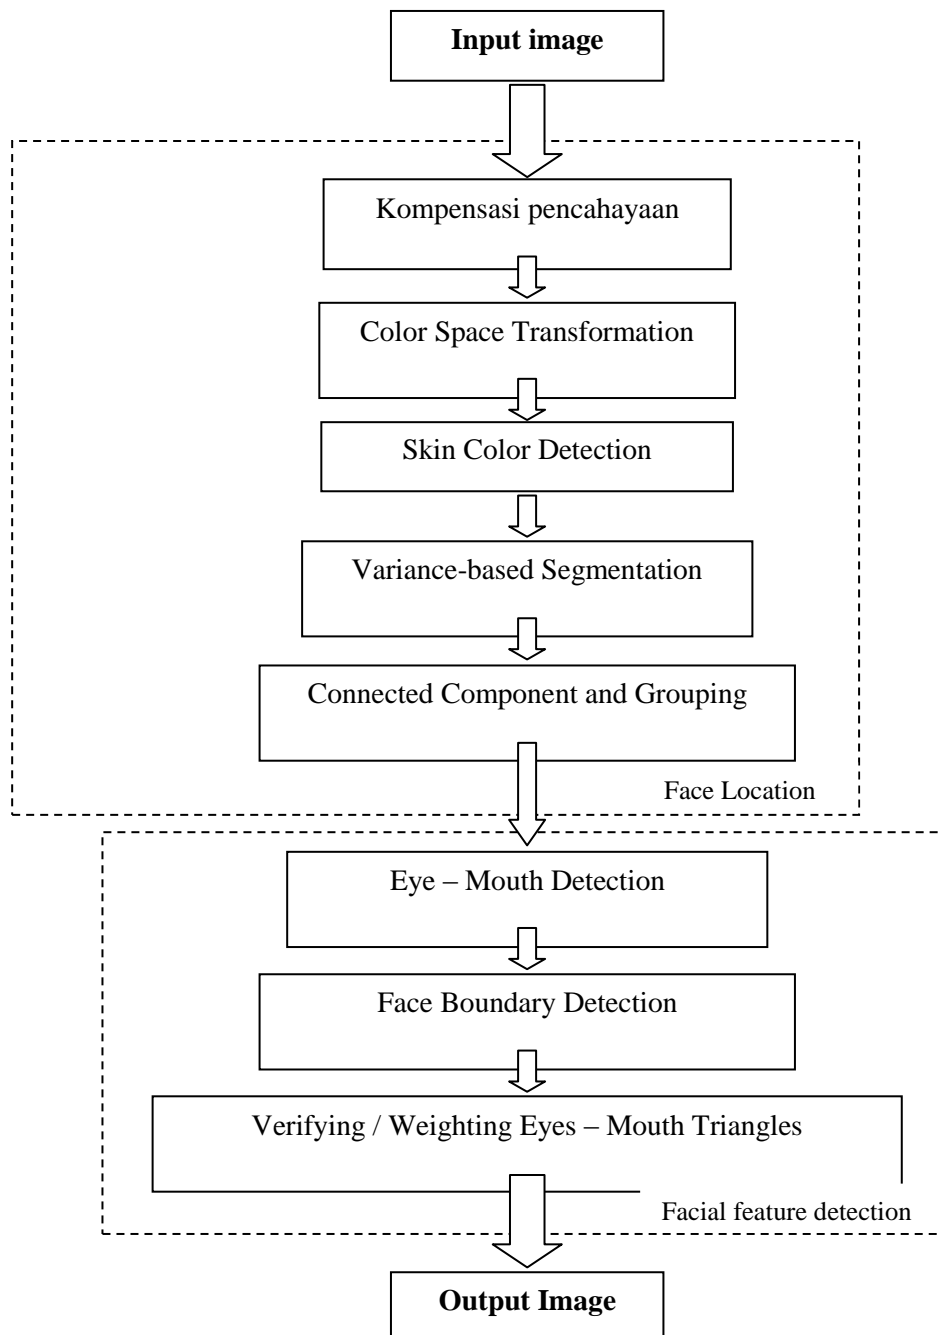 Input image
Kompensasi pencahayaan
Color Space Transformation
Skin Color Detection
Variance-based Segmentation
Connected Component and Grouping
Face Location
Eye – Mouth Detection
Face Boundary Detection
Verifying / Weighting Eyes – Mouth Triangles
Facial feature detection
Output Image